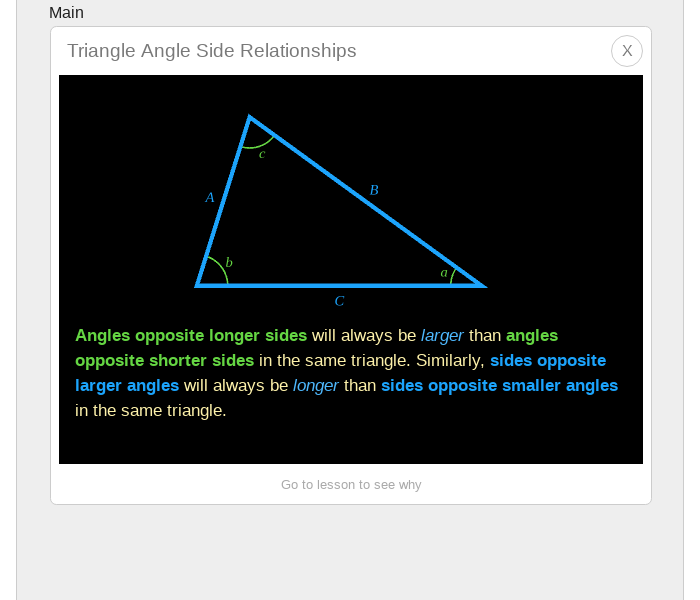 Main
Triangle Angle Side Relationships
X
c
A
B
b
a
C
Angles opposite longer sides will always be larger than angles
opposite shorter sides in the same triangle. Similarly, sides opposite
larger angles will always be longer than sides opposite smaller angles
in the same triangle.
Go to lesson to see why